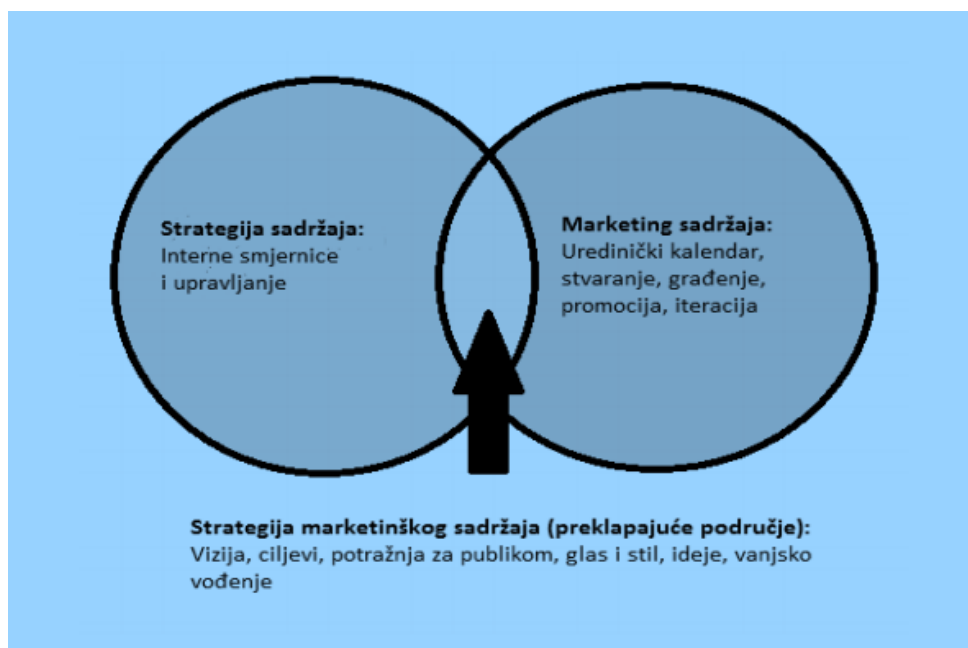 Strategija sadržaja:
Interne smjernice
i upravljanje
Marketing sadržaja:
Uredinički kalendar,
stvaranje, građenje,
promocija, iteracija
Strategija marketinškog sadržaja (preklapajuće područje):
Vizija, ciljevi, potražnja za publikom, glas i stil, ideje, vanjsko
vođenje